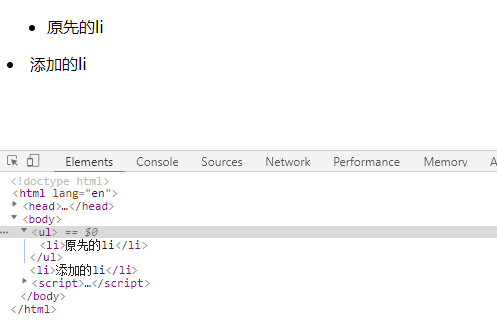 原先的li
添加的li
Elements Console Sources Network Performance Memory
<!doctype html>
<html lang="en">
<head>…</head>
<body>
<ul> == $0
<li>原先的li</li>
</ul>
<li>添加的li</li>
<script>…</script>
</body>
</html>